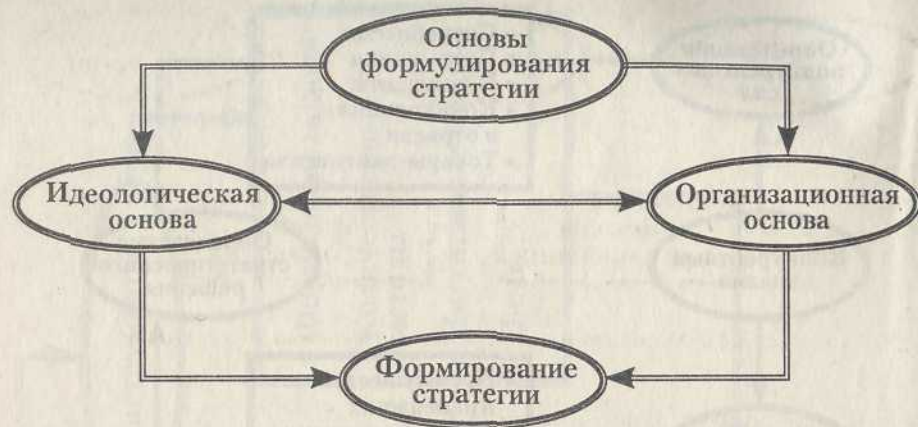 Основы
формулирования
стратегии
Идеологическая
основа
Организационная
основа
Формирование
стратегии